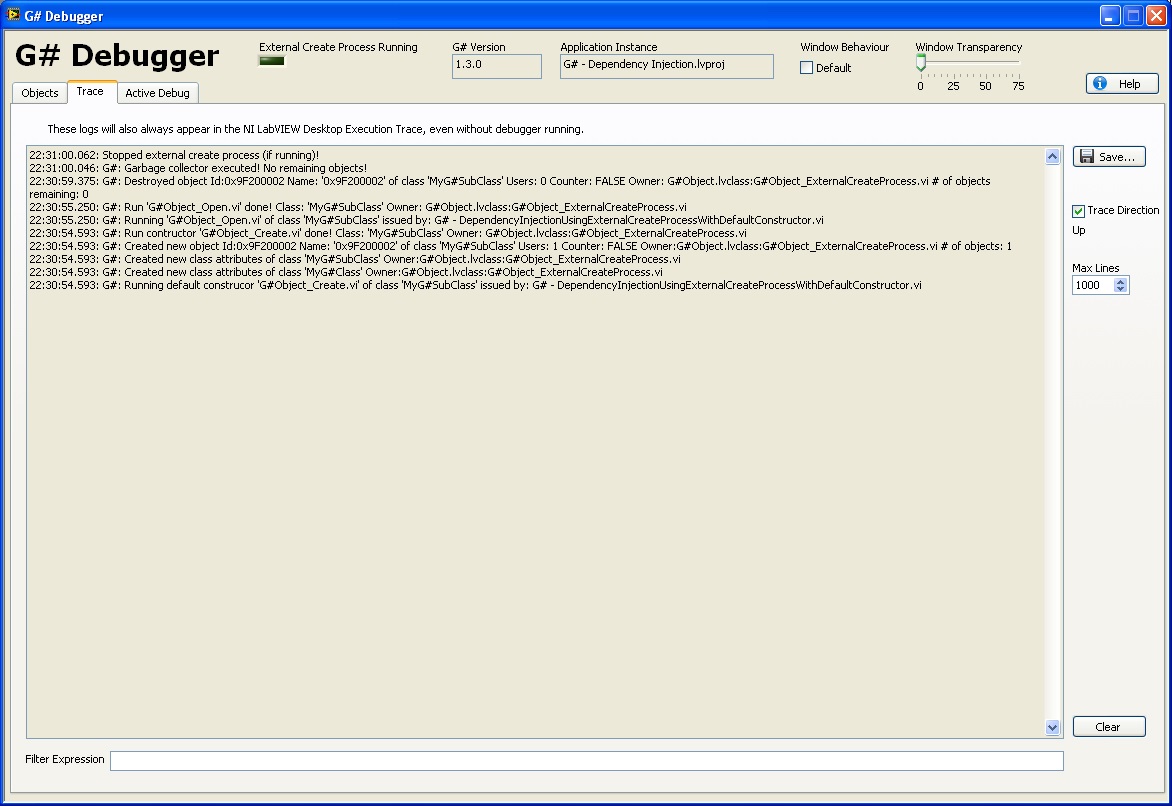 G# Debugger
G# Debugger
External Create Process Running
G# Version
1.3.0
Application Instance
G# - Dependency Injection.lvproj
Window Behaviour
Default
Window Transparency
0 25 50 75
Help
Objects Trace Active Debug
These logs will also always appear in the NI LabVIEW Desktop Execution Trace, even without debugger running.
22:31:00.062: Stopped external create process (if running)!
22:31:00.046: G#: Garbage collector executed! No remaining objects!
22:30:59.375: G#: Destroyed object Id:0x9F200002 Name: '0x9F200002' of class 'MyG#SubClass' Users: 0 Counter: FALSE Owner: G#Object.lvclass:G#Object_ExternalCreateProcess.vi # of objects
remaining: 0
22:30:55.250: G#: Run 'G#Object_Open.vi' done! Class: 'MyG#SubClass' Owner: G#Object.lvclass:G#Object_ExternalCreateProcess.vi
22:30:55.250: G#: Running 'G#Object_Open.vi' of class 'MyG#SubClass' issued by: G# - DependencyInjectionUsingExternalCreateProcessWithDefaultConstructor.vi
22:30:54.593: G#: Run contructor 'G#Object_Create.vi' done! Class: 'MyG#SubClass' Owner: G#Object.lvclass:G#Object_ExternalCreateProcess.vi
22:30:54.593: G#: Created new object Id:0x9F200002 Name: '0x9F200002' of class 'MyG#SubClass' Users: 1 Counter: FALSE Owner:G#Object.lvclass:G#Object_ExternalCreateProcess.vi # of objects: 1
22:30:54.593: G#: Created new class attributes of class 'MyG#SubClass' Owner:G#Object.lvclass:G#Object_ExternalCreateProcess.vi
22:30:54.593: G#: Created new class attributes of class 'MyG#Class' Owner:G#Object.lvclass:G#Object_ExternalCreateProcess.vi
22:30:54.593: G#: Running default construcor 'G#Object_Create.vi' of class 'MyG#SubClass' issued by: G# - DependencyInjectionUsingExternalCreateProcessWithDefaultConstructor.vi
Save...
Trace Direction
Up
Max Lines
1000
Clear
Filter Expression